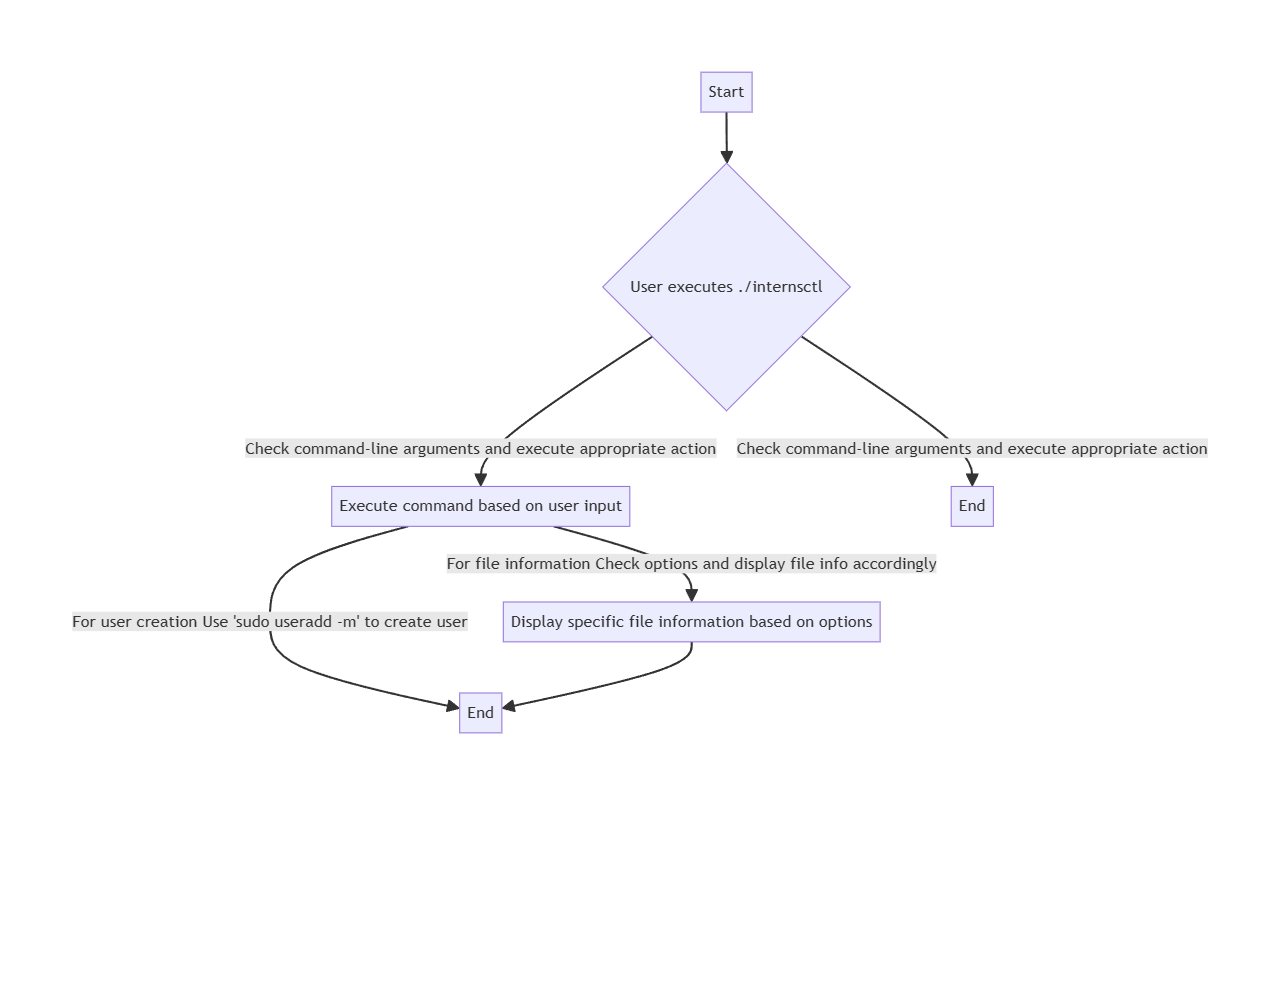 Start
User executes ./internsctl
Check command-line arguments and execute appropriate action
Check command-line arguments and execute appropriate action
Execute command based on user input
End
For file information Check options and display file info accordingly
For user creation Use 'sudo useradd -m' to create user
Display specific file information based on options
End